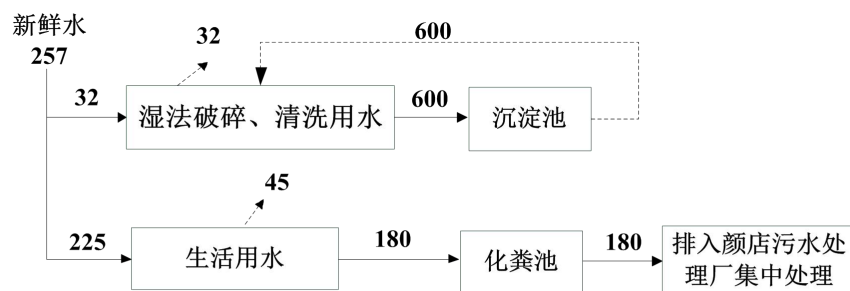 新鲜水
257
32
32
湿法破碎、清洗用水
600
沉淀池
600
225
45
生活用水
180
化粪池
180
排入颜店污水处
理厂集中处理